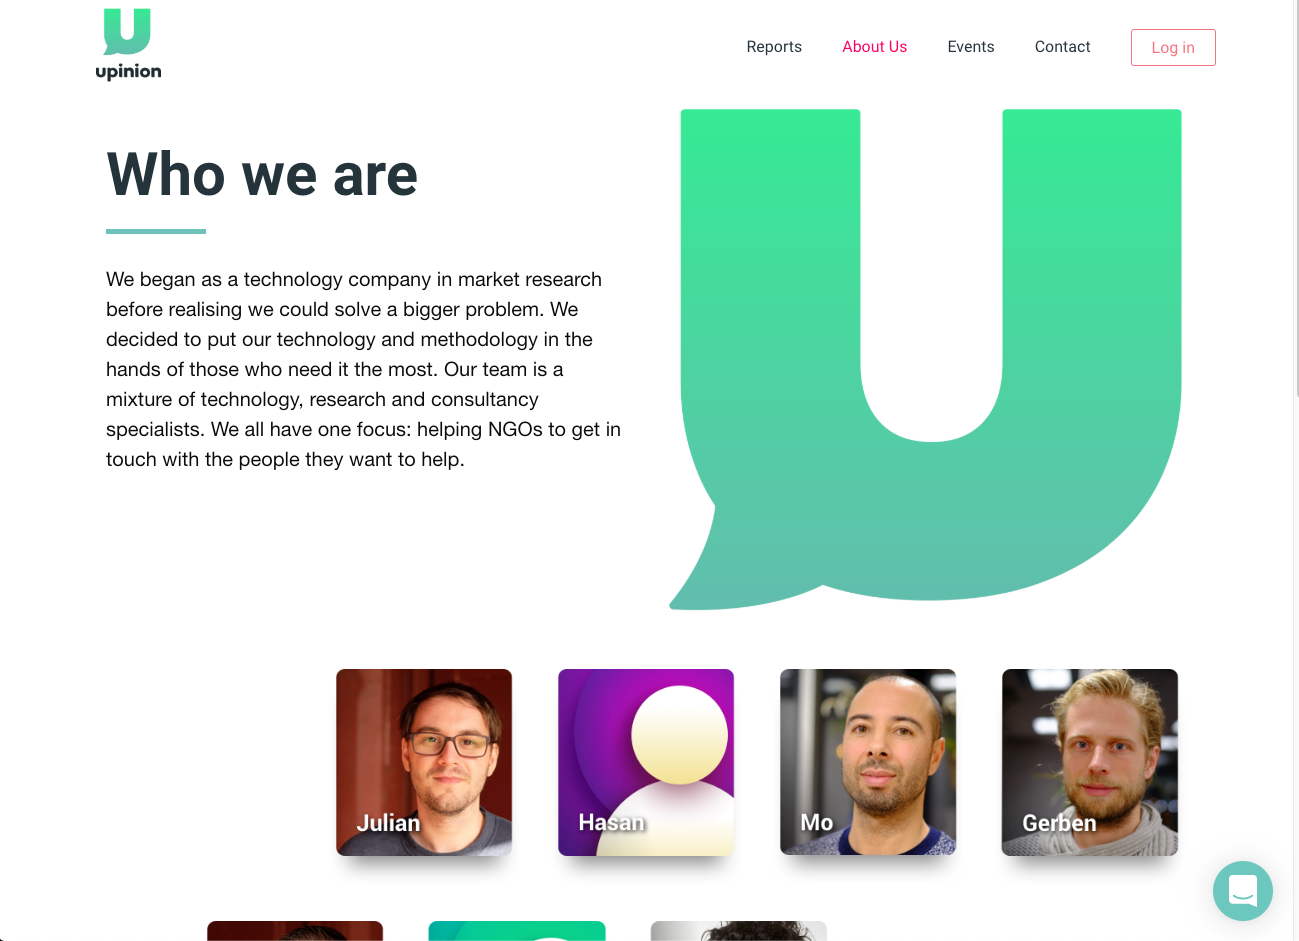 upinion
Reports
About Us
Events
Contact
Log in
Who we are
We began as a technology company in market research
before realising we could solve a bigger problem. We
decided to put our technology and methodology in the
hands of those who need it the most. Our team is a
mixture of technology, research and consultancy
specialists. We all have one focus: helping NGOs to get in
touch with the people they want to help.
Julian
Hasan
Mo
Gerben